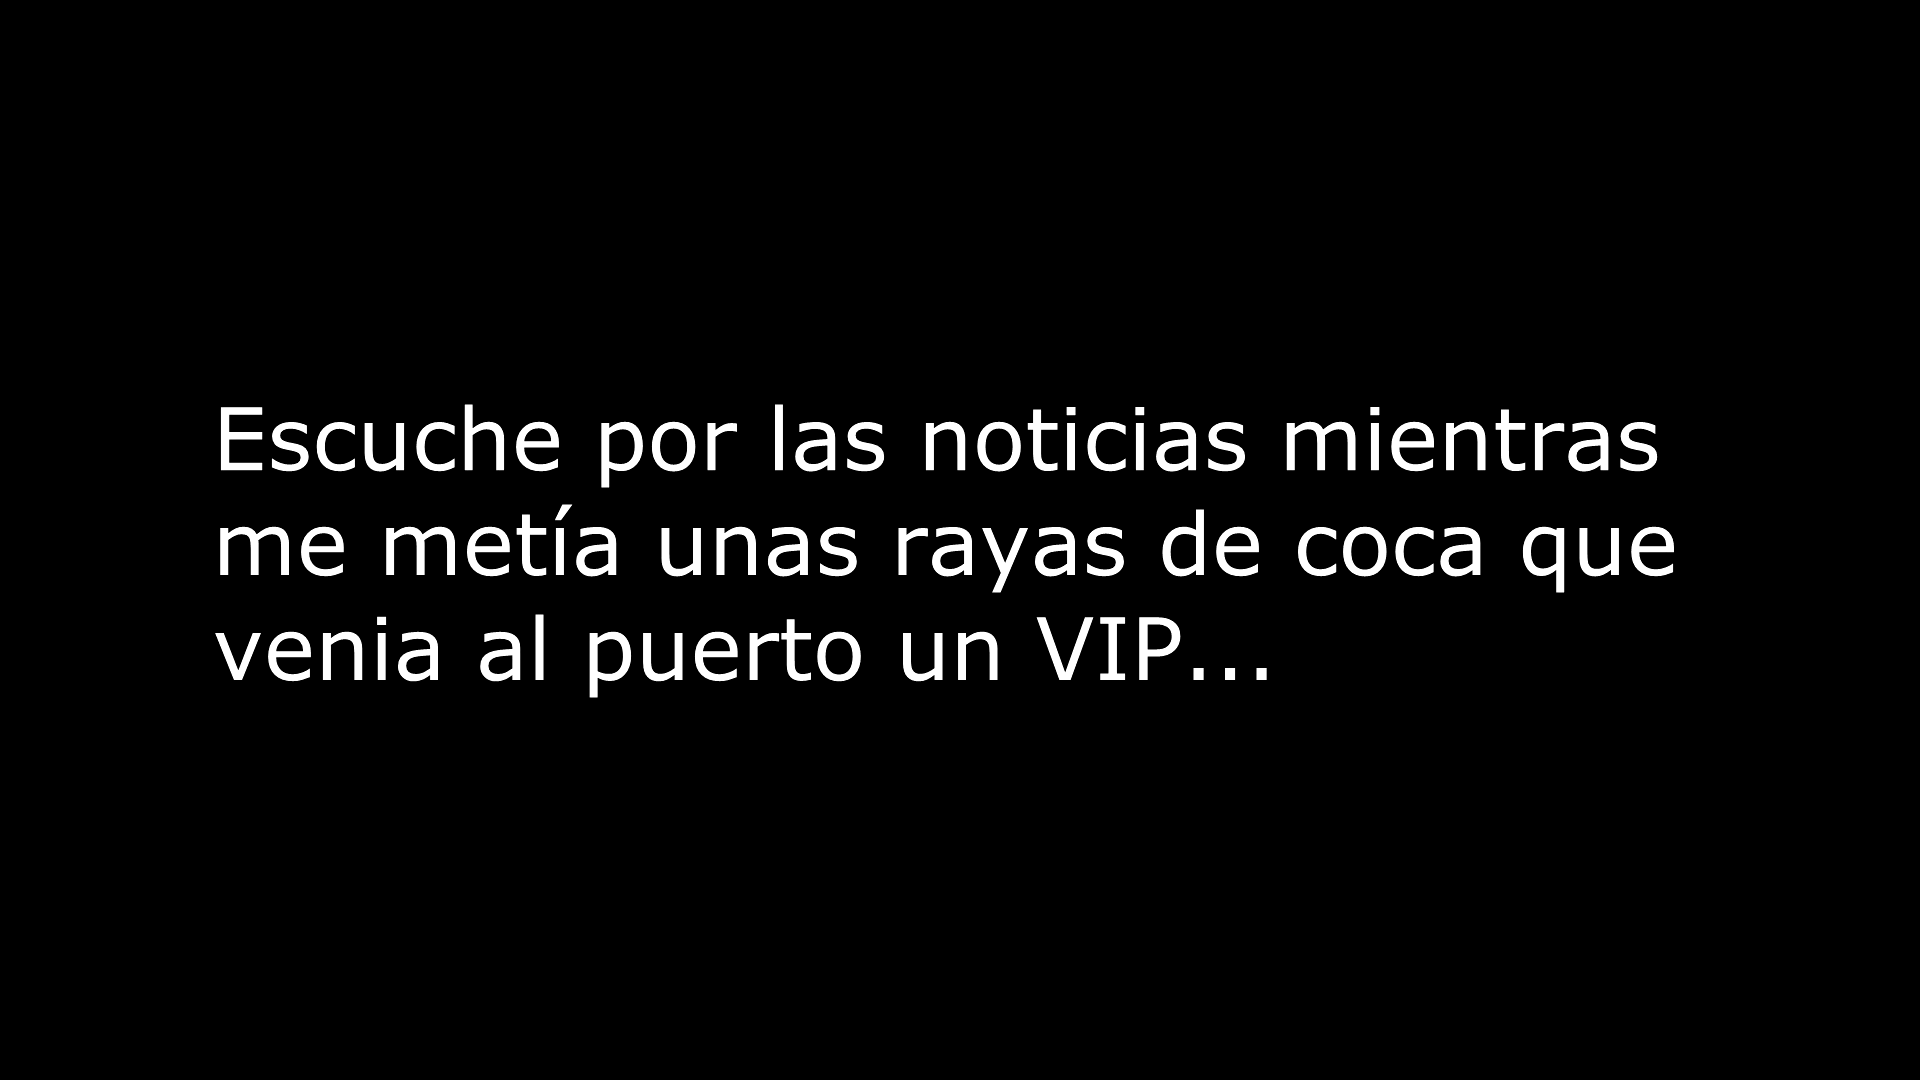 Escuche por las noticias mientras
me metía unas rayas de coca que
venia al puerto un VIP...